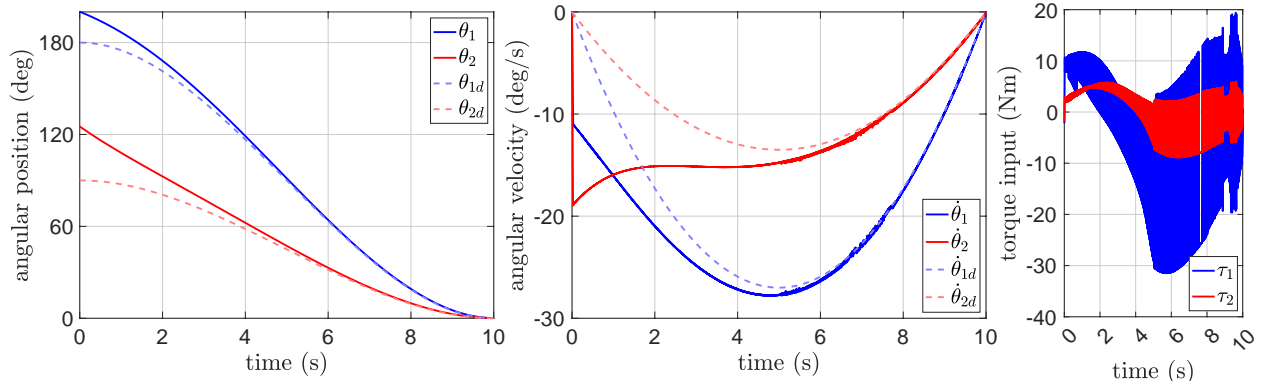 angular position (deg)
180
120
60
0
0 2 4 6 8 10
time (s)
θ₁
θ₂
θ₁d
θ₂d
angular velocity (deg/s)
0
-10
-20
-30
0 2 4 6 8 10
time (s)
θ̇₁
θ̇₂
θ̇₁d
θ̇₂d
torque input (Nm)
20
10
0
-10
-20
-30
-40
0 2 4 6 8 10
time (s)
τ₁
τ₂